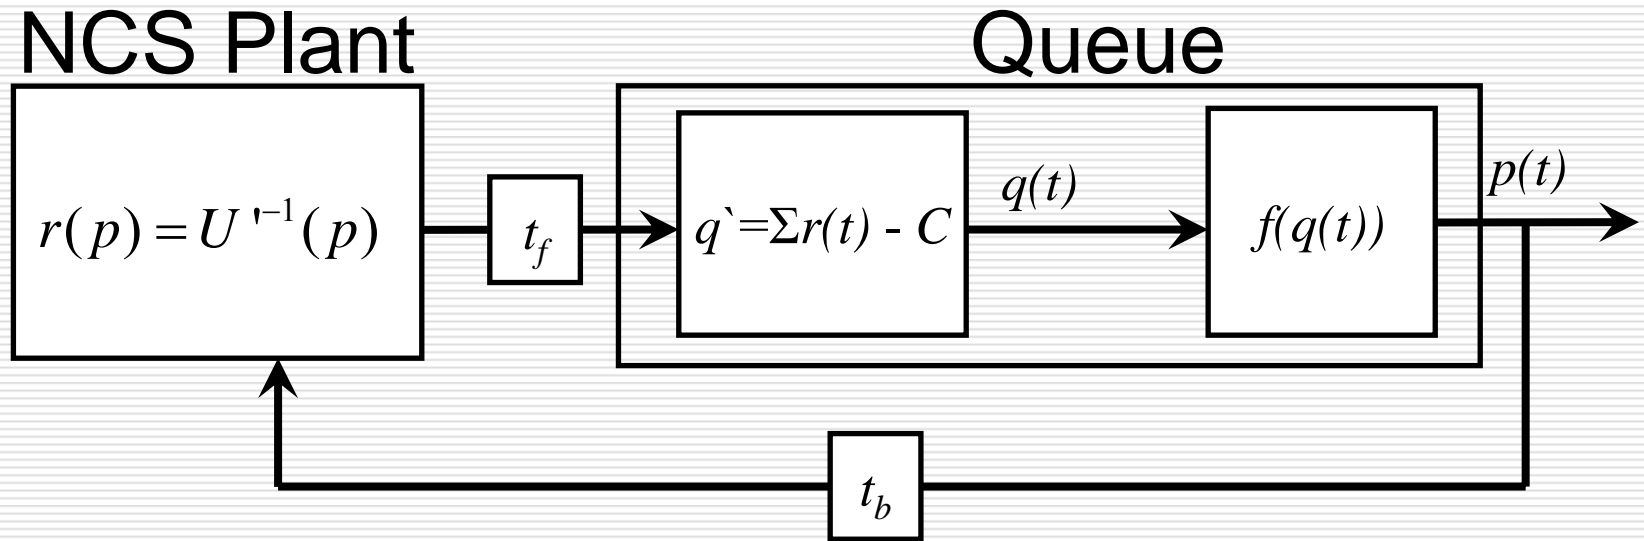 NCS Plant
Queue
r(p) = U '⁻¹(p)
t_f
q`=Σr(t) - C
q(t)
f(q(t))
p(t)
t_b